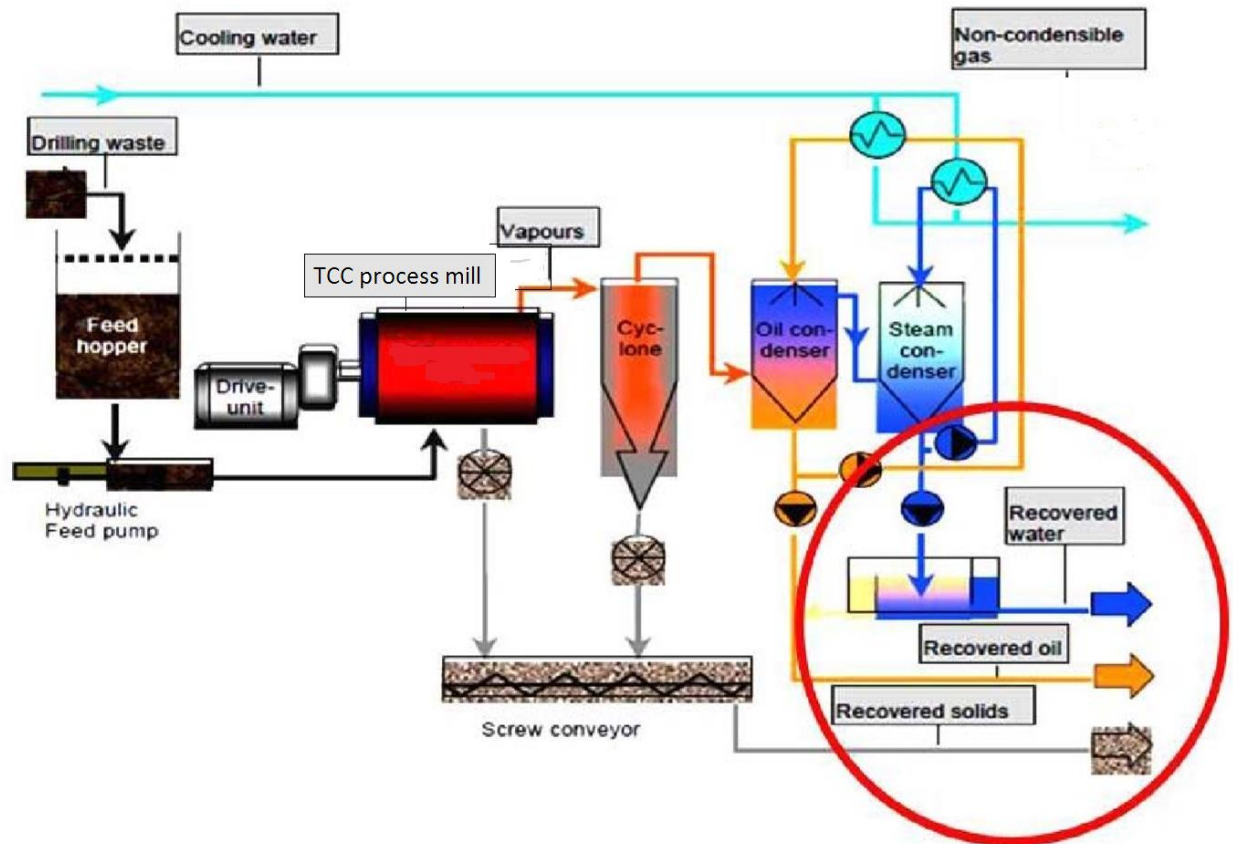 Cooling water
Non-condensible
gas
Drilling waste
Vapours
TCC process mill
Feed
hopper
Cyc-
lone
Oil con-
denser
Steam
con-
denser
Drive-
unit
Hydraulic
Feed pump
Recovered
water
Recovered oil
Recovered solids
Screw conveyor